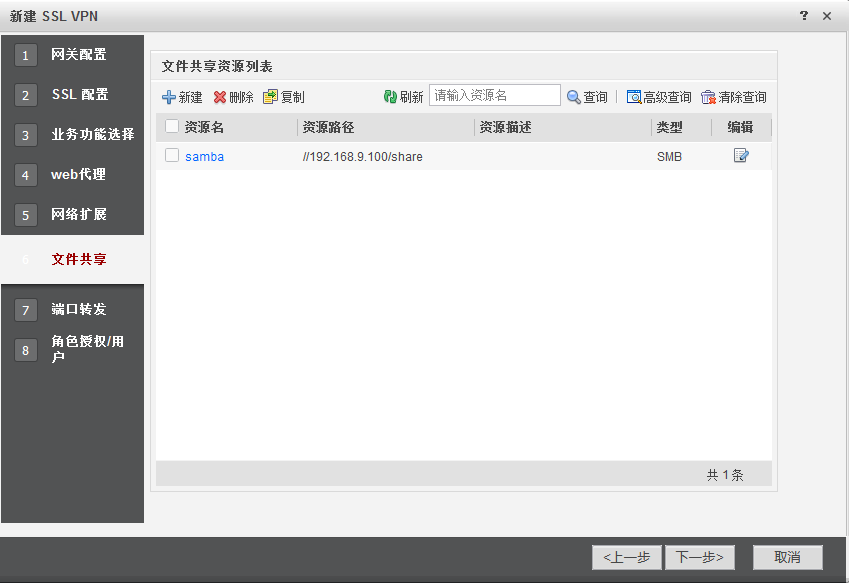 新建 SSL VPN
1 网关配置
2 SSL 配置
3 业务功能选择
4 web代理
5 网络扩展
6 文件共享
7 端口转发
8 角色授权/用
户
文件共享资源列表
新建 删除 复制 刷新 请输入资源名 查询 高级查询 清除查询
资源名 资源路径 资源描述 类型 编辑
samba //192.168.9.100/share SMB
共 1 条
<上一步 下一步> 取消